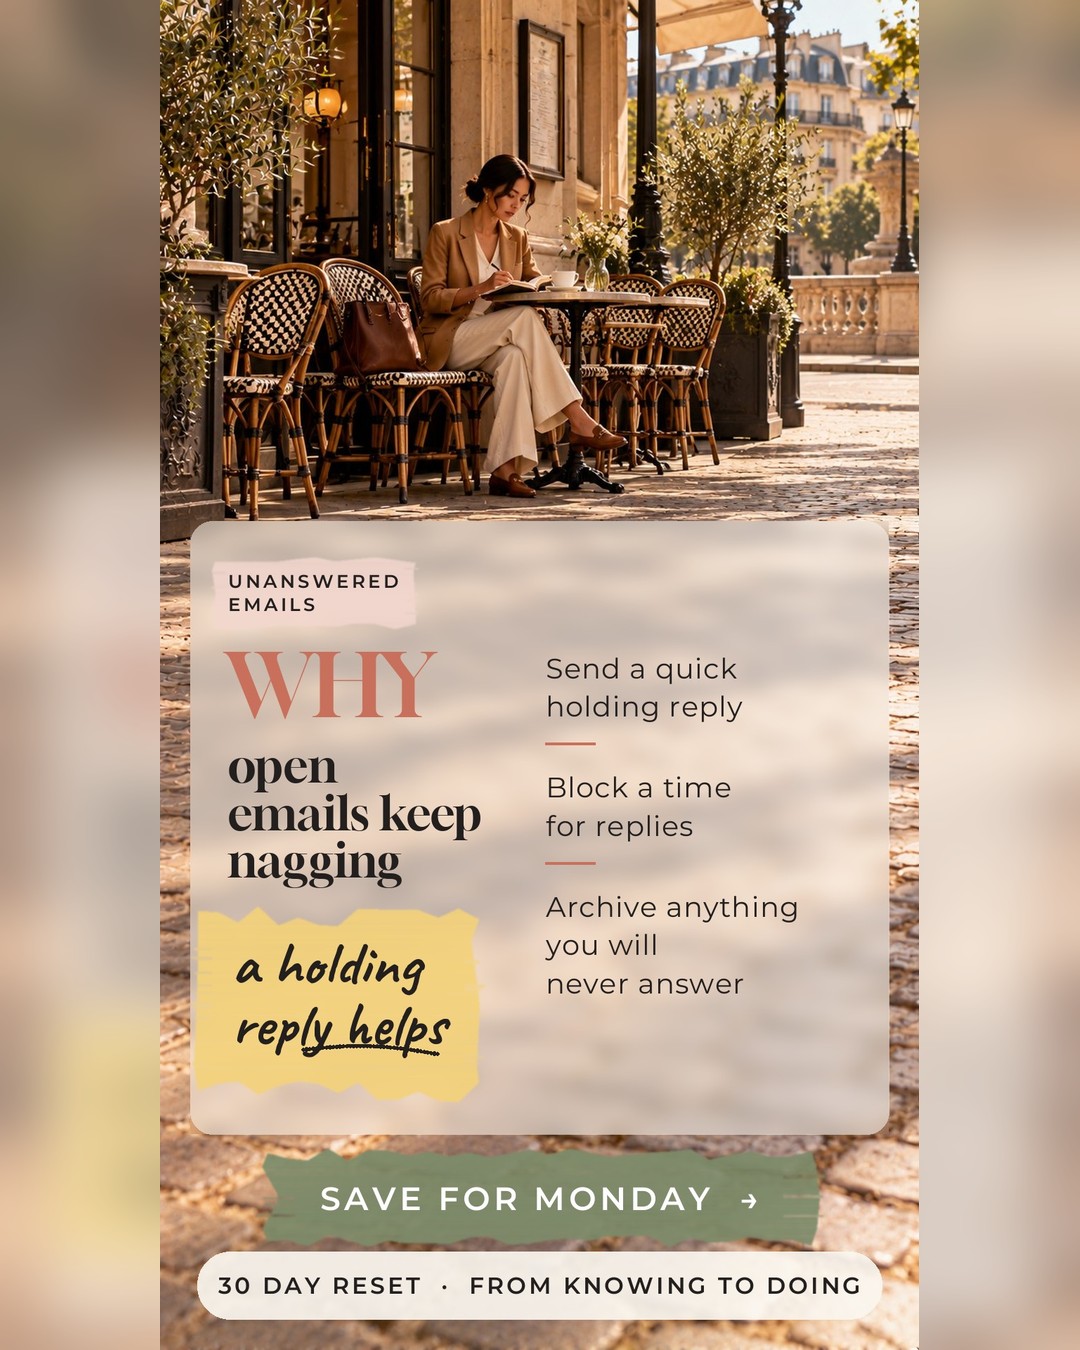 UNANSWERED
EMAILS
WHY
open
emails keep
nagging
a holding
reply helps
Send a quick
holding reply
Block a time
for replies
Archive anything
you will
never answer
SAVE FOR MONDAY →
30 DAY RESET · FROM KNOWING TO DOING